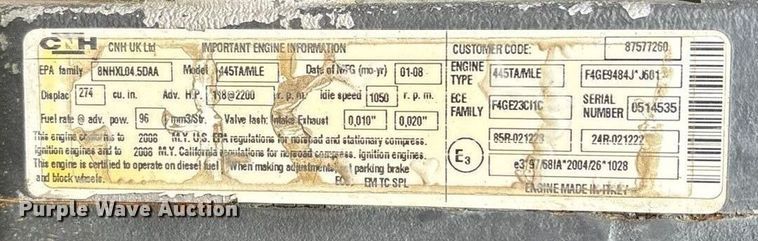 CNH CNH UK Ltd IMPORTANT ENGINE INFORMATION
EPA family 8NHXL04.5DAA Model 445TA/MLE Date of MFG (mo-yr) 01-08
Displac 274 cu. in. Adv. H.P. 118@2200 r. p. m. idle speed 1050 r. p. m.
Fuel rate @ adv. pow. 96 mm3/Str. Valve lash: Intake Exhaust 0,010" 0,020"
This engine conforms to 2008 M.Y. U.S. EPA regulations for nonroad and stationary compress.
ignition engines and to 2008 M.Y. California regulations for nonroad compress. ignition engines.
This engine is certified to operate on diesel fuel. When making adjustments, parking brake
and block wheels. EM TC SPL
CUSTOMER CODE: 87577260
ENGINE TYPE 445TA/MLE F4GE9484J*J601
ECE FAMILY F4GE23CI1C SERIAL NUMBER 0514535
85R-021223 24R-021222
E3 e3*97/68IA*2004/26*1028
ENGINE MADE IN ITALY
Purple Wave Auction